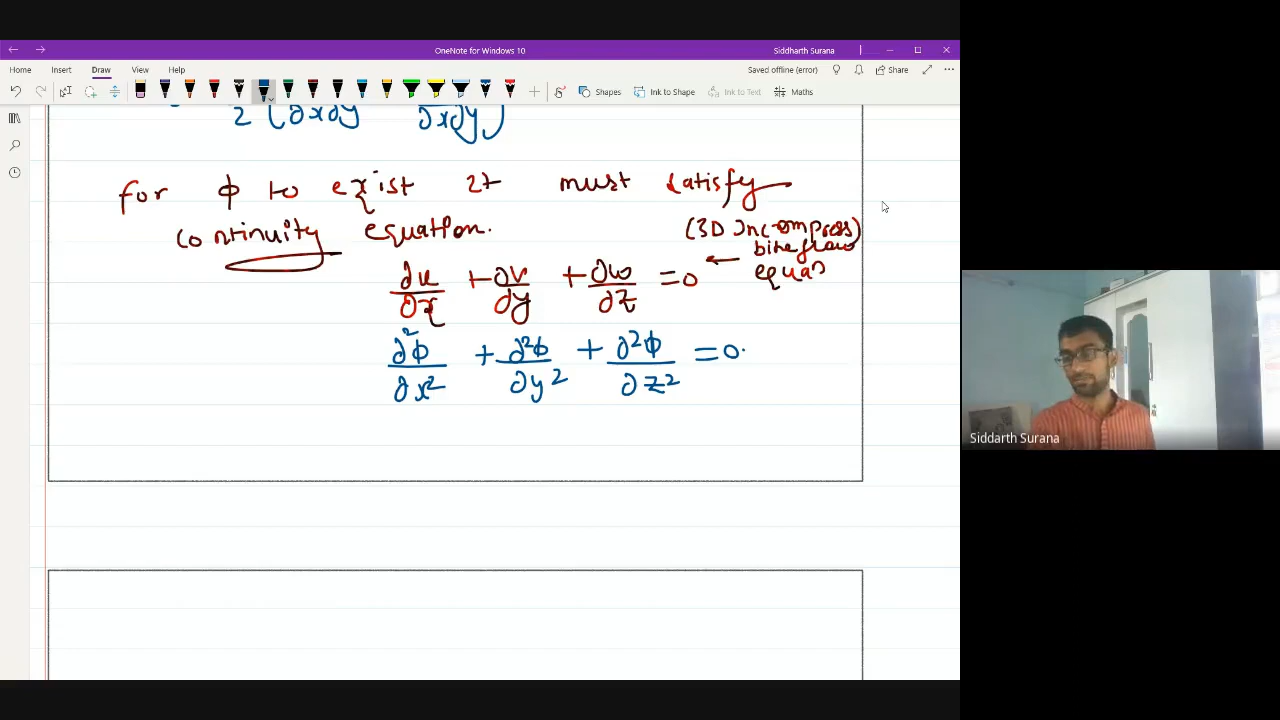 OneNote for Windows 10
Siddharth Surana
Home Insert Draw View Help
Saved offline (error) Share
Shapes Ink to Shape Ink to Text Maths
2 (∂x∂y ∂x∂y)
for ϕ to exist It must satisfy
continuity equation.
(3D Incompress
ible flow
equan)
∂u/∂x + ∂v/∂y + ∂w/∂z = 0 ←
∂²ϕ/∂x² + ∂²ϕ/∂y² + ∂²ϕ/∂z² = 0.
Siddarth Surana